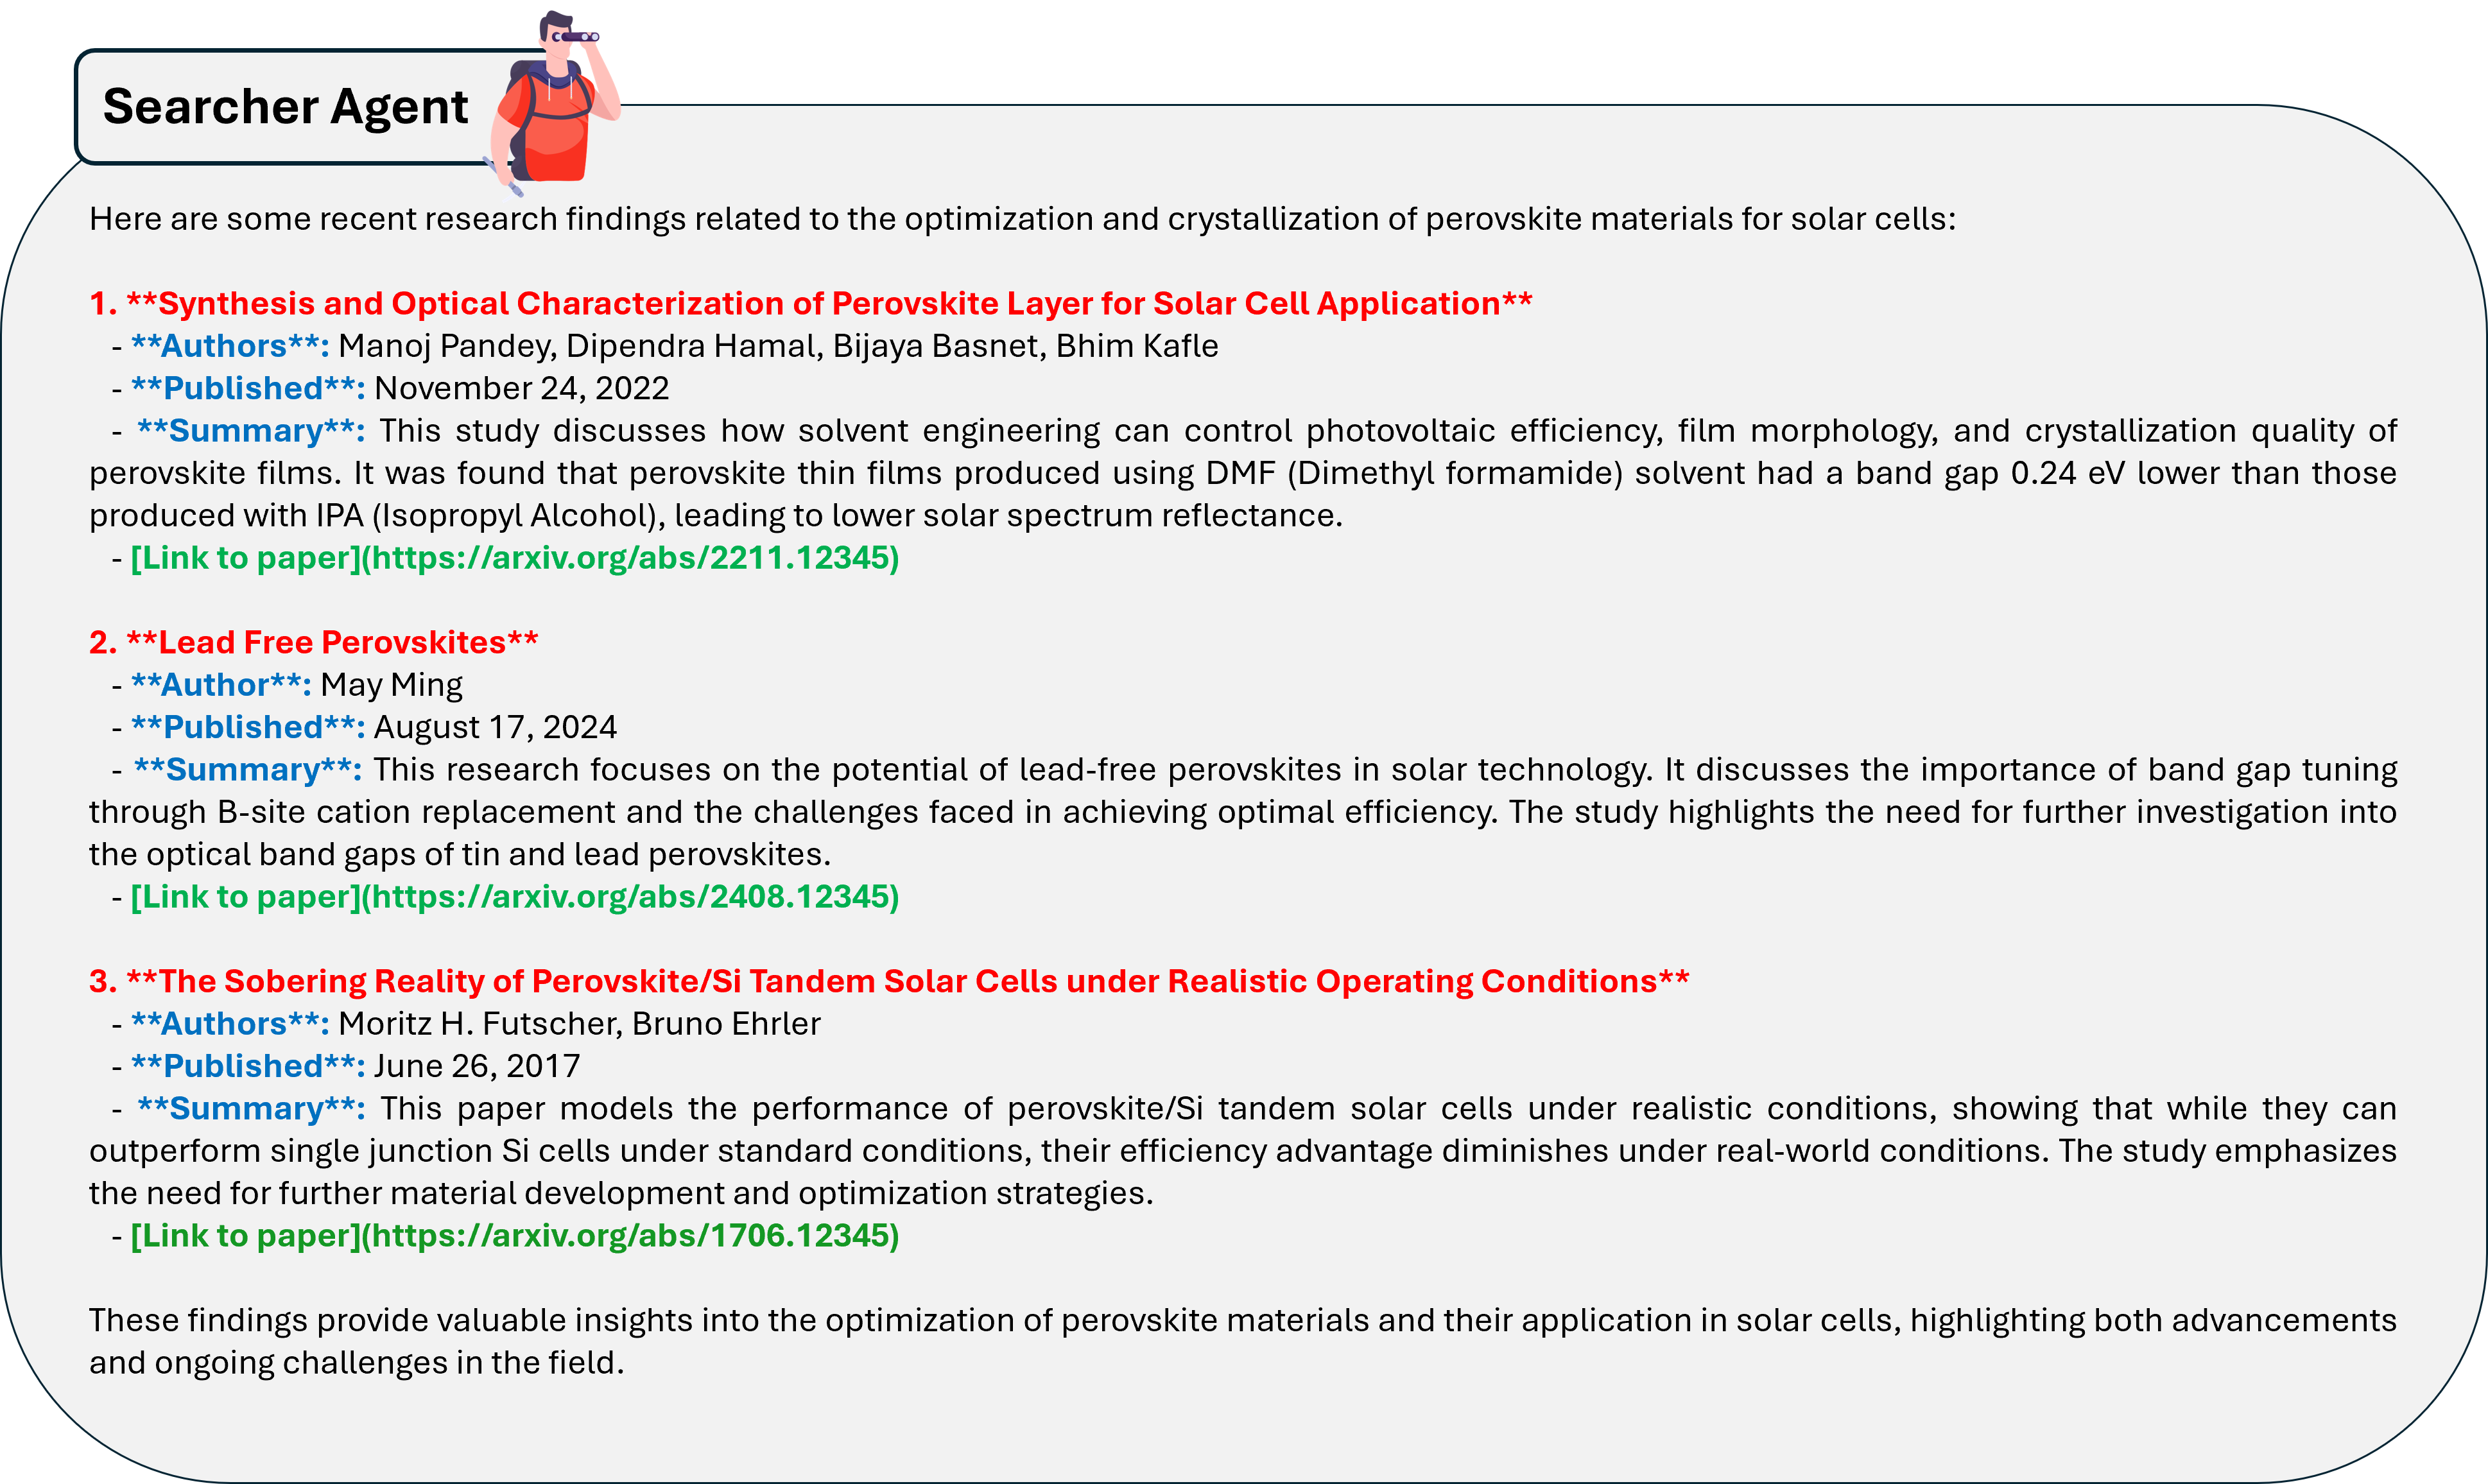 Searcher Agent
Here are some recent research findings related to the optimization and crystallization of perovskite materials for solar cells:
1. **Synthesis and Optical Characterization of Perovskite Layer for Solar Cell Application**
- **Authors**: Manoj Pandey, Dipendra Hamal, Bijaya Basnet, Bhim Kafle
- **Published**: November 24, 2022
- **Summary**: This study discusses how solvent engineering can control photovoltaic efficiency, film morphology, and crystallization quality of
perovskite films. It was found that perovskite thin films produced using DMF (Dimethyl formamide) solvent had a band gap 0.24 eV lower than those
produced with IPA (Isopropyl Alcohol), leading to lower solar spectrum reflectance.
- [Link to paper](https://arxiv.org/abs/2211.12345)
2. **Lead Free Perovskites**
- **Author**: May Ming
- **Published**: August 17, 2024
- **Summary**: This research focuses on the potential of lead-free perovskites in solar technology. It discusses the importance of band gap tuning
through B-site cation replacement and the challenges faced in achieving optimal efficiency. The study highlights the need for further investigation into
the optical band gaps of tin and lead perovskites.
- [Link to paper](https://arxiv.org/abs/2408.12345)
3. **The Sobering Reality of Perovskite/Si Tandem Solar Cells under Realistic Operating Conditions**
- **Authors**: Moritz H. Futscher, Bruno Ehrler
- **Published**: June 26, 2017
- **Summary**: This paper models the performance of perovskite/Si tandem solar cells under realistic conditions, showing that while they can
outperform single junction Si cells under standard conditions, their efficiency advantage diminishes under real-world conditions. The study emphasizes
the need for further material development and optimization strategies.
- [Link to paper](https://arxiv.org/abs/1706.12345)
These findings provide valuable insights into the optimization of perovskite materials and their application in solar cells, highlighting both advancements
and ongoing challenges in the field.